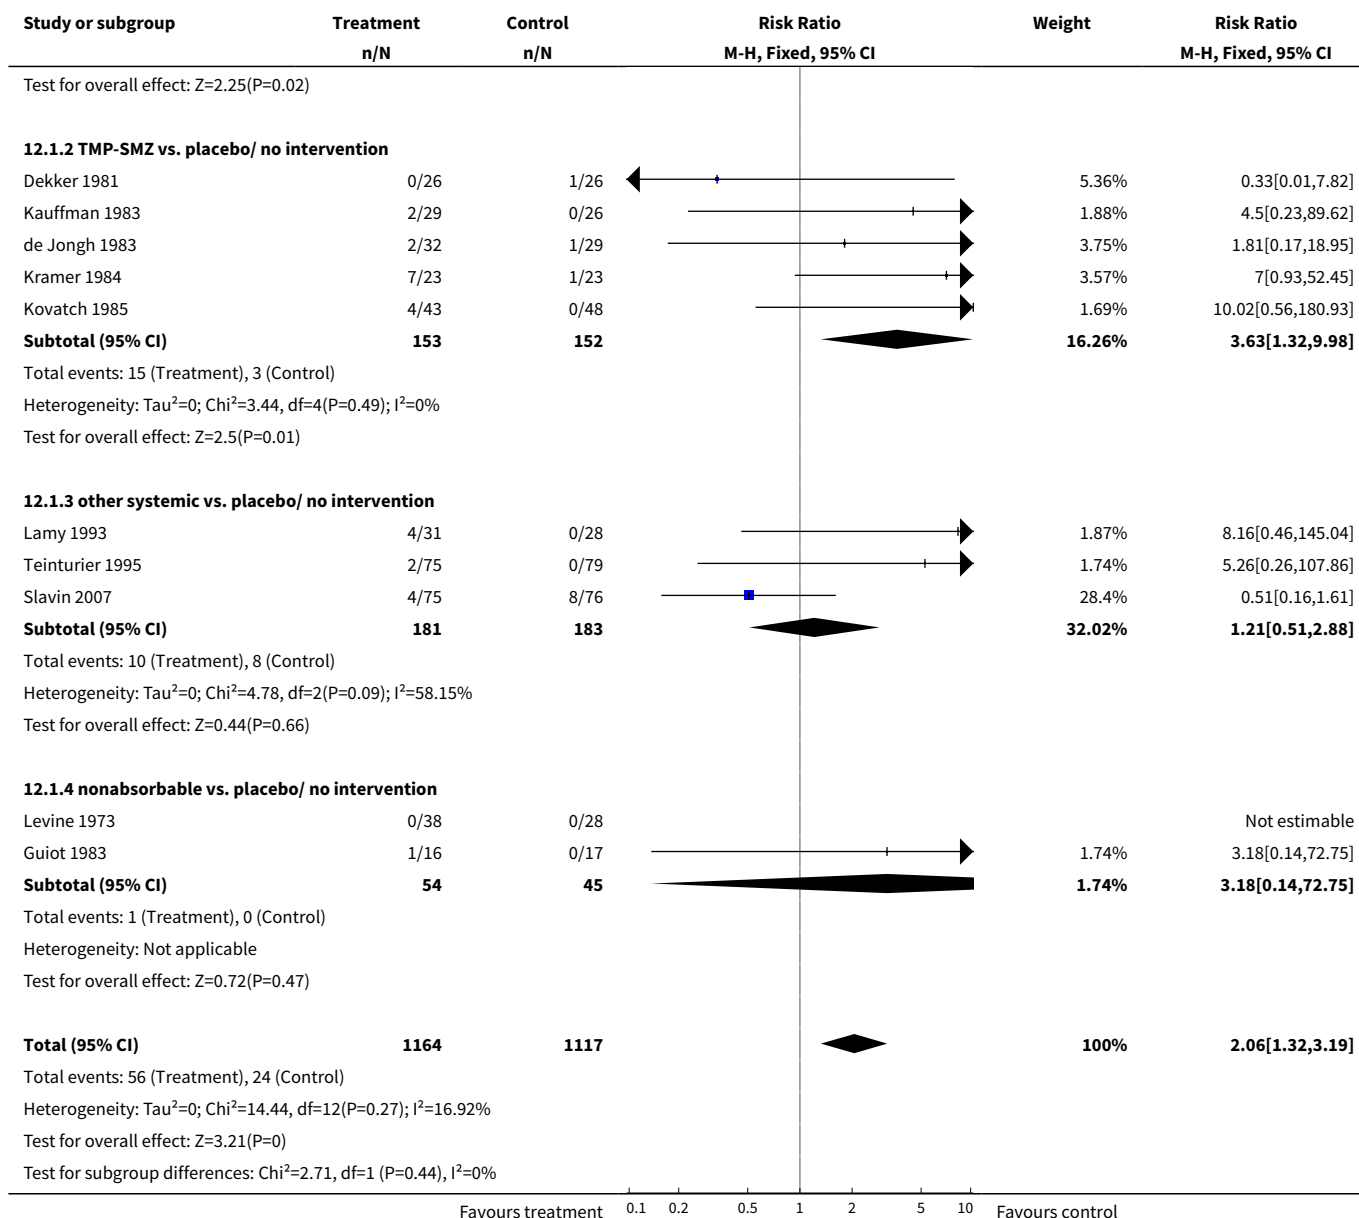 Study or subgroup Treatment Control Risk Ratio Weight Risk Ratio
n/N n/N M-H, Fixed, 95% CI M-H, Fixed, 95% CI
Test for overall effect: Z=2.25(P=0.02)
12.1.2 TMP-SMZ vs. placebo/ no intervention
Dekker 1981 0/26 1/26 5.36% 0.33[0.01,7.82]
Kauffman 1983 2/29 0/26 1.88% 4.5[0.23,89.62]
de Jongh 1983 2/32 1/29 3.75% 1.81[0.17,18.95]
Kramer 1984 7/23 1/23 3.57% 7[0.93,52.45]
Kovatch 1985 4/43 0/48 1.69% 10.02[0.56,180.93]
Subtotal (95% CI) 153 152 16.26% 3.63[1.32,9.98]
Total events: 15 (Treatment), 3 (Control)
Heterogeneity: Tau²=0; Chi²=3.44, df=4(P=0.49); I²=0%
Test for overall effect: Z=2.5(P=0.01)
12.1.3 other systemic vs. placebo/ no intervention
Lamy 1993 4/31 0/28 1.87% 8.16[0.46,145.04]
Teinturier 1995 2/75 0/79 1.74% 5.26[0.26,107.86]
Slavin 2007 4/75 8/76 28.4% 0.51[0.16,1.61]
Subtotal (95% CI) 181 183 32.02% 1.21[0.51,2.88]
Total events: 10 (Treatment), 8 (Control)
Heterogeneity: Tau²=0; Chi²=4.78, df=2(P=0.09); I²=58.15%
Test for overall effect: Z=0.44(P=0.66)
12.1.4 nonabsorbable vs. placebo/ no intervention
Levine 1973 0/38 0/28 Not estimable
Guiot 1983 1/16 0/17 1.74% 3.18[0.14,72.75]
Subtotal (95% CI) 54 45 1.74% 3.18[0.14,72.75]
Total events: 1 (Treatment), 0 (Control)
Heterogeneity: Not applicable
Test for overall effect: Z=0.72(P=0.47)
Total (95% CI) 1164 1117 100% 2.06[1.32,3.19]
Total events: 56 (Treatment), 24 (Control)
Heterogeneity: Tau²=0; Chi²=14.44, df=12(P=0.27); I²=16.92%
Test for overall effect: Z=3.21(P=0)
Test for subgroup differences: Chi²=2.71, df=1 (P=0.44), I²=0%
Favours treatment 0.1 0.2 0.5 1 2 5 10 Favours control